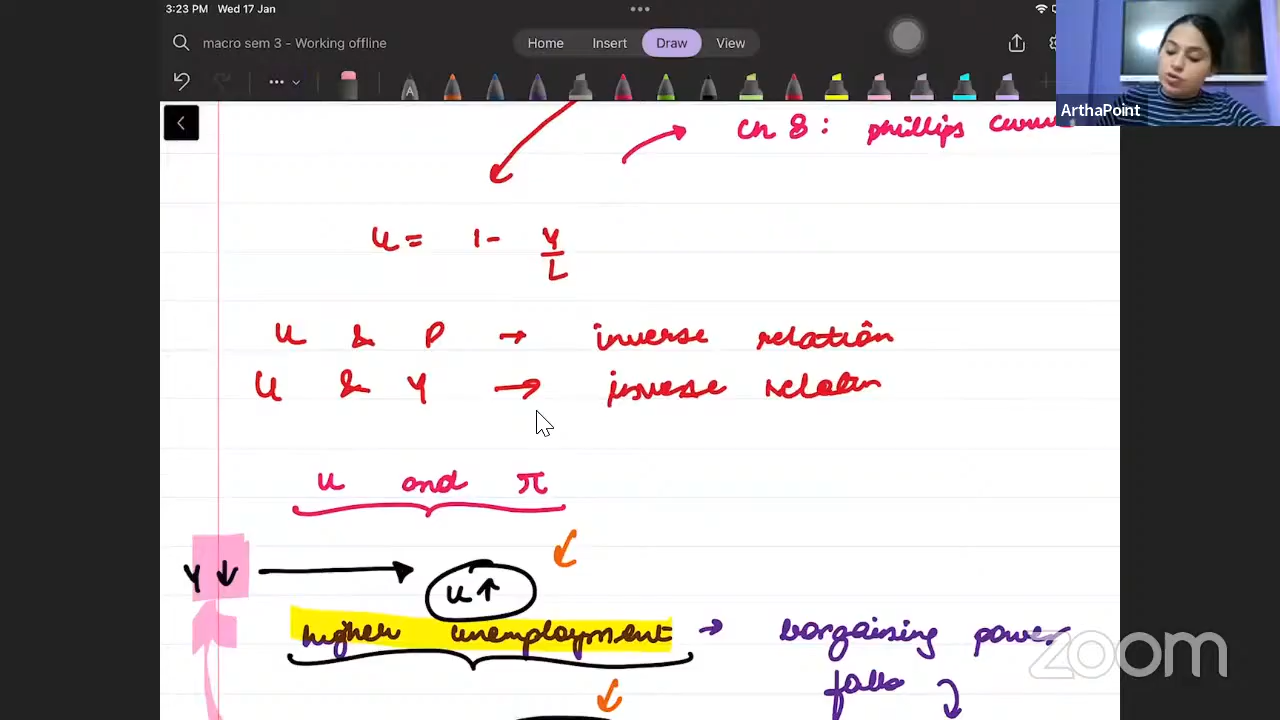 3:23 PM Wed 17 Jan
macro sem 3 - Working offline
Home Insert Draw View
ArthaPoint
ch 8 : phillips curve
u = 1 - Y/L
u & P → inverse relation
u & Y → inverse relatn
u and π
Y ↓ → u ↑
higher unemployment → bargaining power
falls
zoom